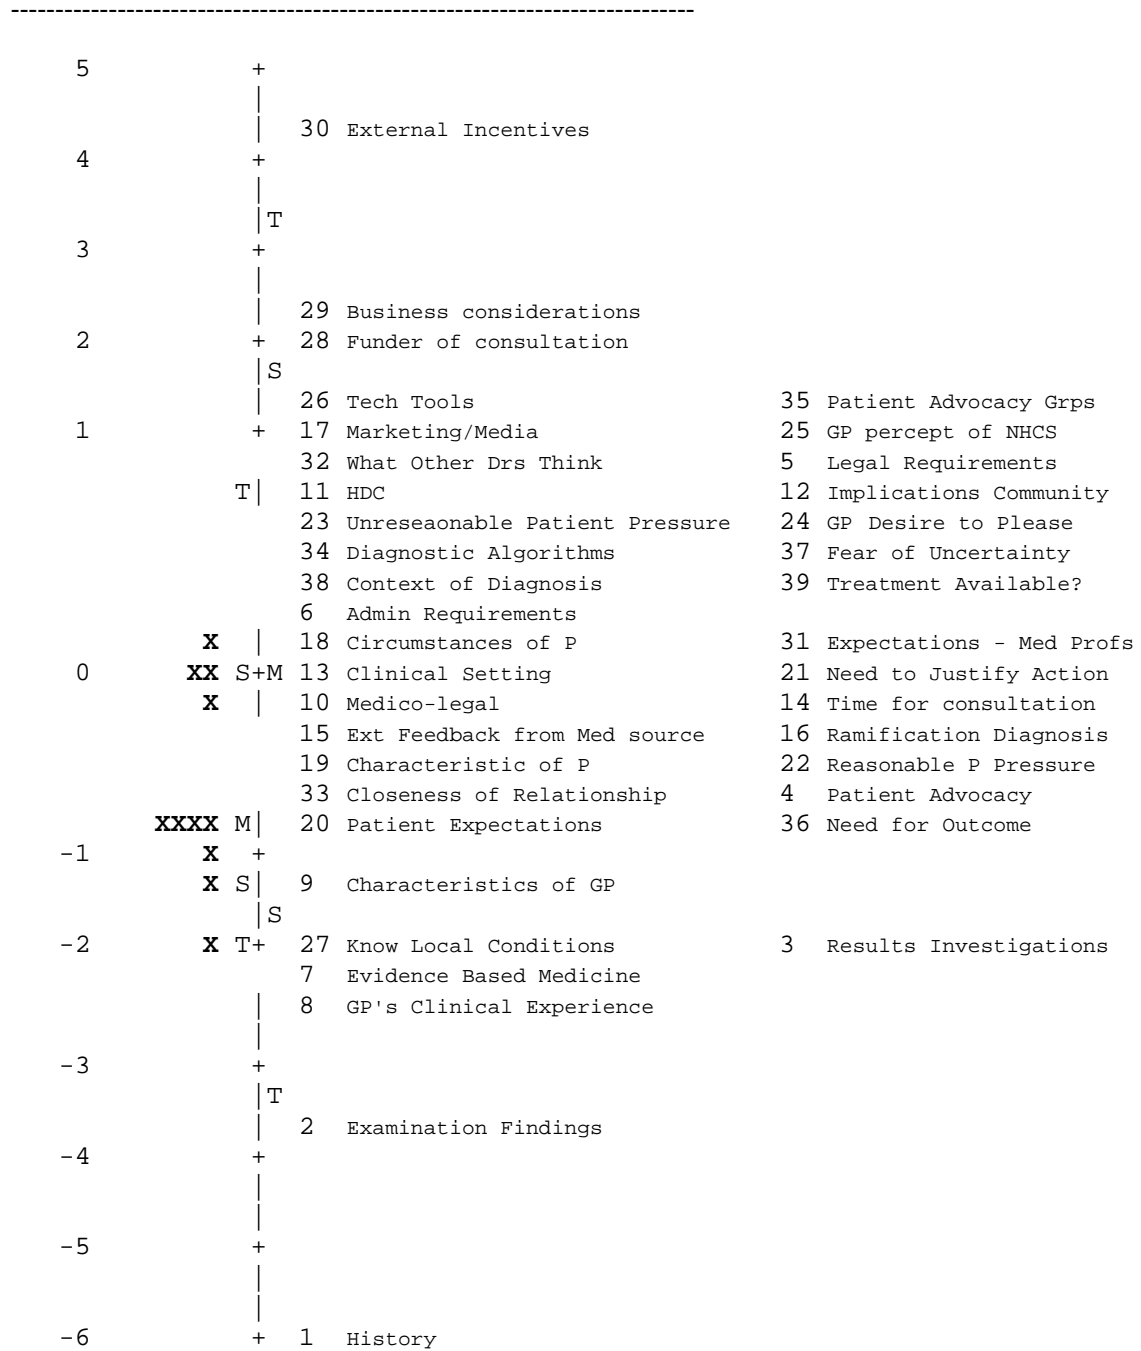 -------------------------------------------------------------------------
5 +
|
| 30 External Incentives
4 +
|
|T
3 +
|
| 29 Business considerations
2 + 28 Funder of consultation
|S
| 26 Tech Tools 35 Patient Advocacy Grps
1 + 17 Marketing/Media 25 GP percept of NHCS
32 What Other Drs Think 5 Legal Requirements
T| 11 HDC 12 Implications Community
23 Unreseaonable Patient Pressure 24 GP Desire to Please
34 Diagnostic Algorithms 37 Fear of Uncertainty
38 Context of Diagnosis 39 Treatment Available?
6 Admin Requirements
X | 18 Circumstances of P 31 Expectations - Med Profs
0 XX S+M 13 Clinical Setting 21 Need to Justify Action
X | 10 Medico-legal 14 Time for consultation
15 Ext Feedback from Med source 16 Ramification Diagnosis
19 Characteristic of P 22 Reasonable P Pressure
33 Closeness of Relationship 4 Patient Advocacy
XXXX M| 20 Patient Expectations 36 Need for Outcome
-1 X +
X S| 9 Characteristics of GP
|S
-2 X T+ 27 Know Local Conditions 3 Results Investigations
7 Evidence Based Medicine
| 8 GP's Clinical Experience
|
-3 +
|T
| 2 Examination Findings
-4 +
|
|
-5 +
|
|
-6 + 1 History